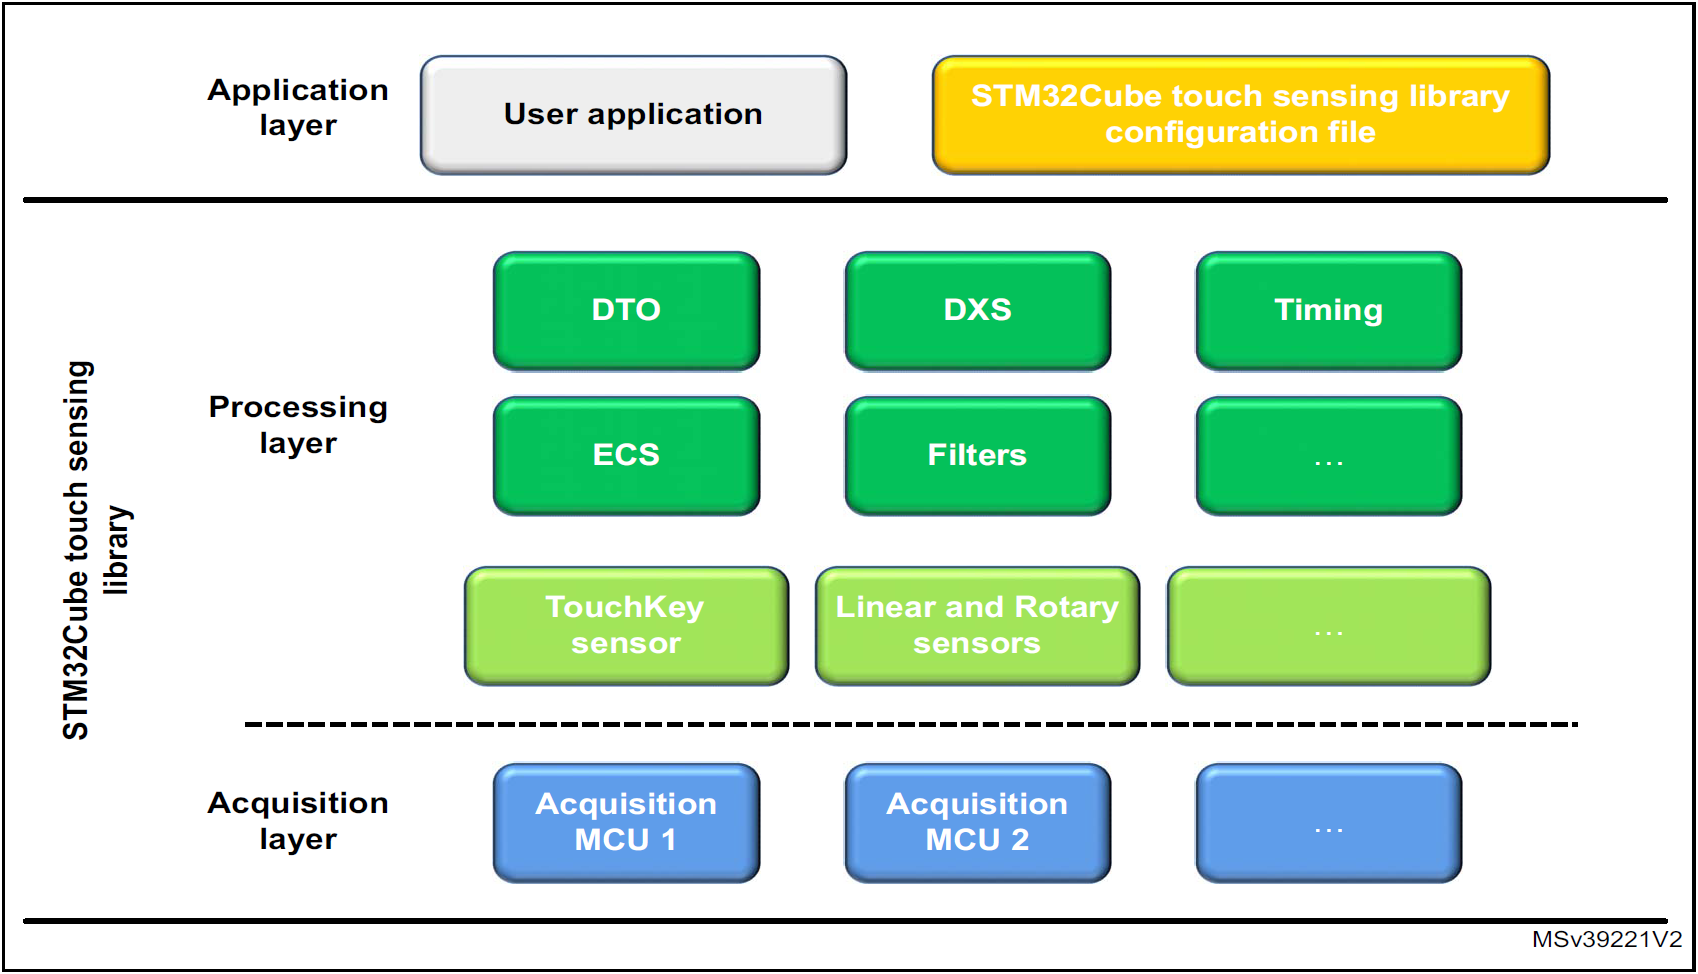 Application
layer
User application
STM32Cube touch sensing library
configuration file
STM32Cube touch sensing
library
Processing
layer
DTO
DXS
Timing
ECS
Filters
...
TouchKey
sensor
Linear and Rotary
sensors
...
Acquisition
layer
Acquisition
MCU 1
Acquisition
MCU 2
...
MSv39221V2